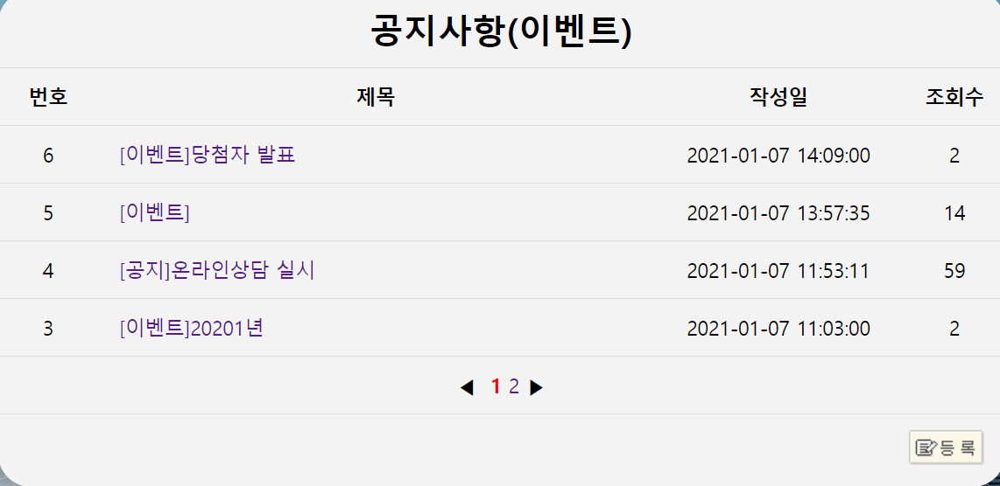 공지사항(이벤트)
번호 제목 작성일 조회수
6 [이벤트]당첨자 발표 2021-01-07 14:09:00 2
5 [이벤트] 2021-01-07 13:57:35 14
4 [공지]온라인상담 실시 2021-01-07 11:53:11 59
3 [이벤트]20201년 2021-01-07 11:03:00 2
◀ 1 2 ▶
등 록